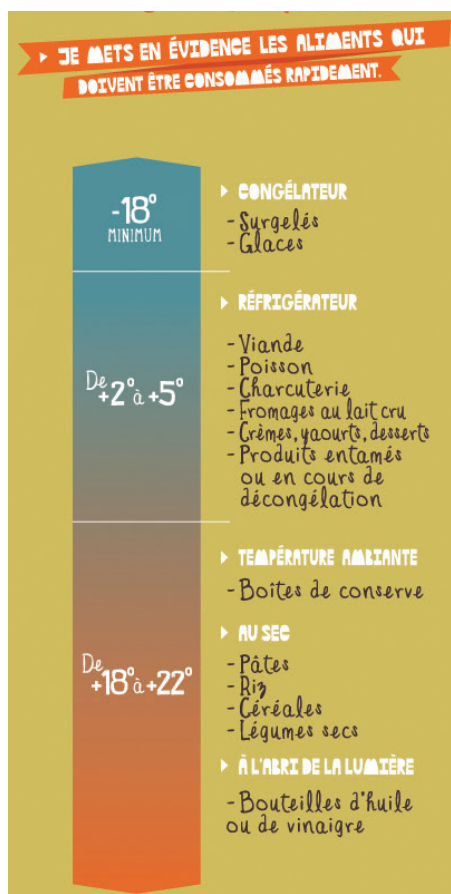 JE METS EN ÉVIDENCE LES ALIMENTS QUI
DOIVENT ÊTRE CONSOMMÉS RAPIDEMENT.
-18°
MINIMUM
CONGÉLATEUR
- Surgelés
- Glaces
De
+2° à +5°
RÉFRIGÉRATEUR
- Viande
- Poisson
- Charcuterie
- Fromages au lait cru
- Crèmes, yaourts, desserts
- Produits entamés
ou en cours de
décongélation
De
+18° à +22°
TEMPÉRATURE AMBIANTE
- Boîtes de conserve
AU SEC
- Pâtes
- Riz
- Céréales
- Légumes secs
À L'ABRI DE LA LUMIÈRE
- Bouteilles d'huile
ou de vinaigre